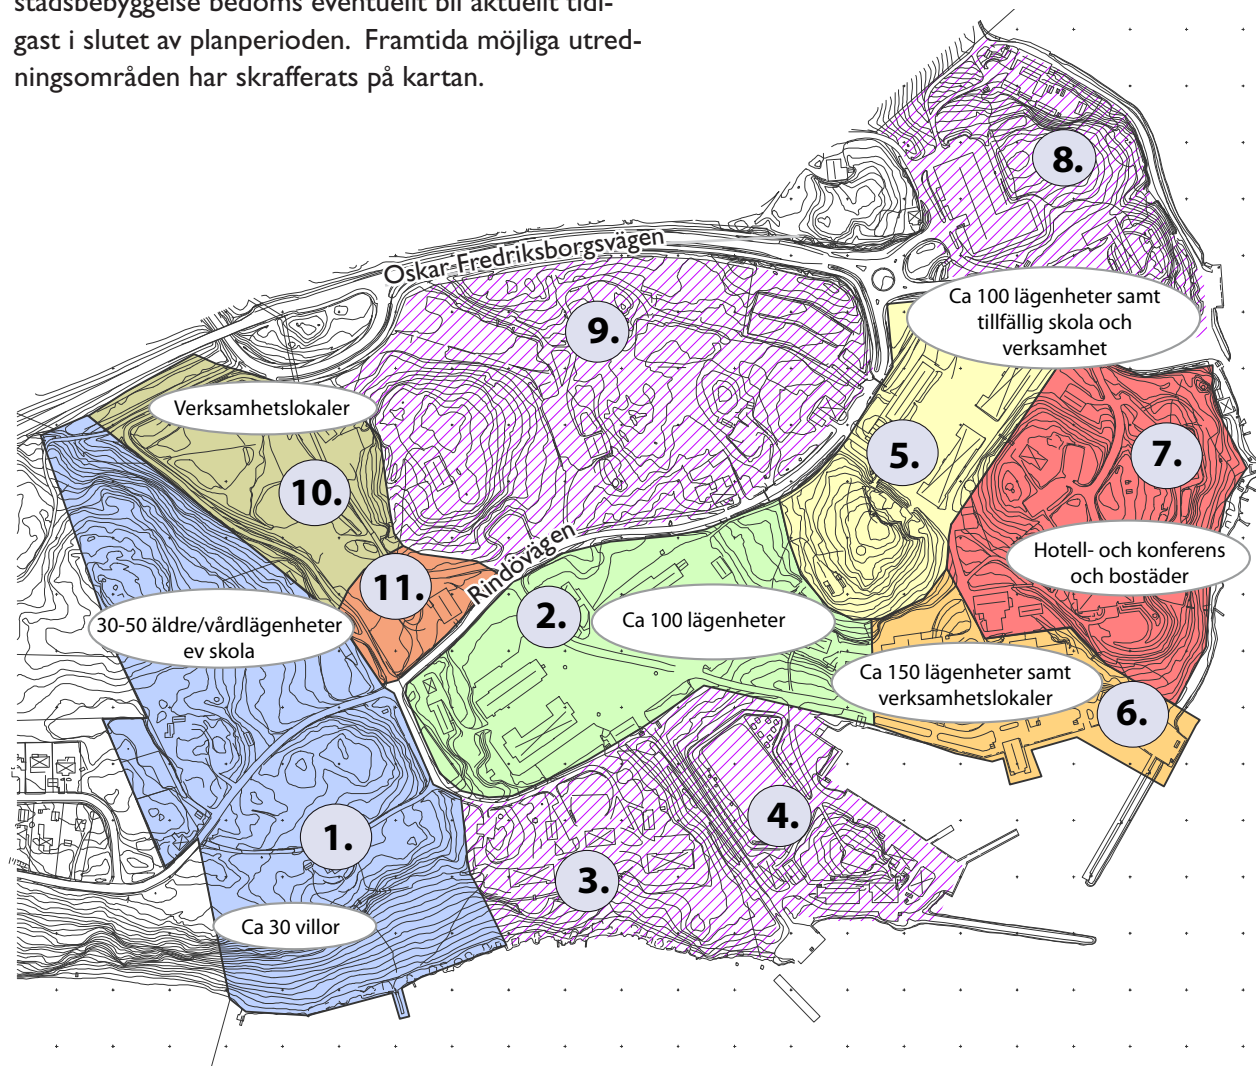 stadsbebyggelse bedöms eventuellt bli aktuellt tidi-
gast i slutet av planperioden. Framtida möjliga utred-
ningsområden har skrafferats på kartan.
8.
Oskar-Fredriksborgsvägen
Ca 100 lägenheter samt
tillfällig skola och
verksamhet
9.
Verksamhetslokaler
5.
7.
10.
Rindövägen
Hotell- och konferens
och bostäder
11.
2.
Ca 100 lägenheter
30-50 äldre/vårdlägenheter
ev skola
Ca 150 lägenheter samt
verksamhetslokaler
6.
4.
1.
3.
Ca 30 villor